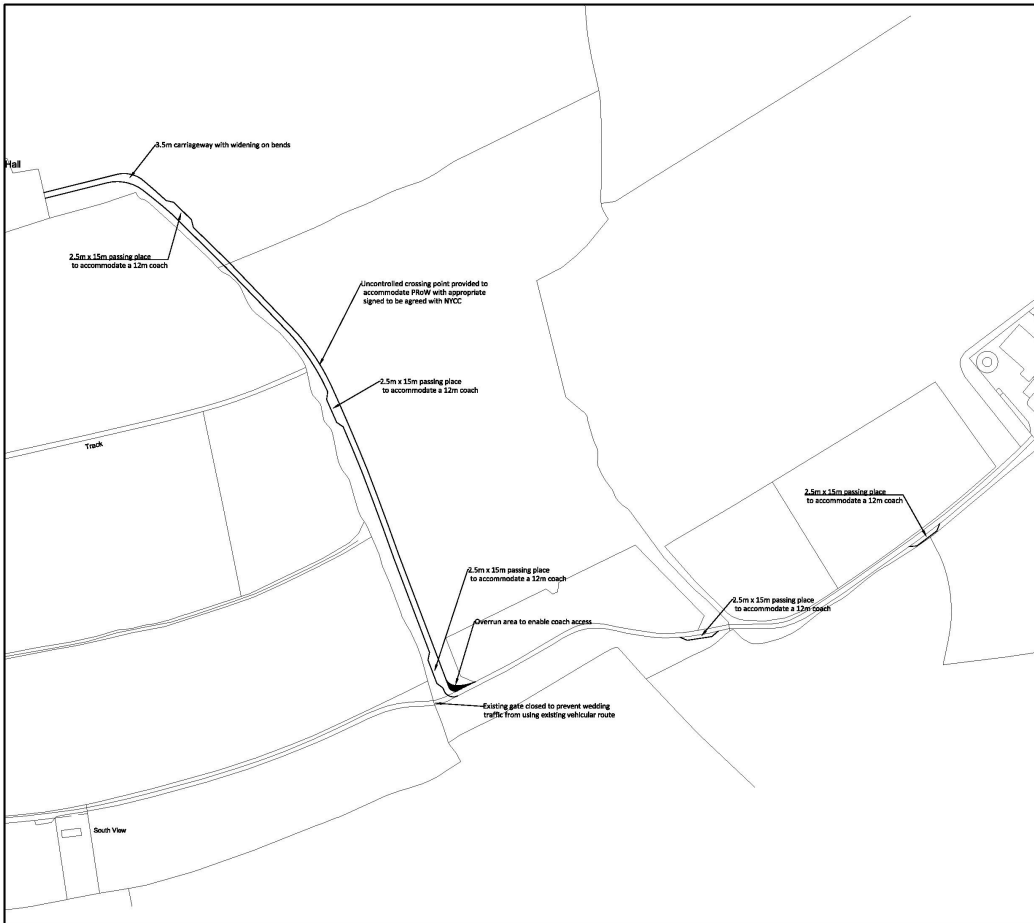 3.5m carriageway with widening on bends
Hall
2.5m x 15m passing place
to accommodate a 12m coach
Uncontrolled crossing point provided to
accommodate PRoW with appropriate
signed to be agreed with NYCC
2.5m x 15m passing place
to accommodate a 12m coach
Track
2.5m x 15m passing place
to accommodate a 12m coach
2.5m x 15m passing place
to accommodate a 12m coach
2.5m x 15m passing place
to accommodate a 12m coach
Overrun area to enable coach access
Existing gate closed to prevent wedding
traffic from using existing vehicular route
South View